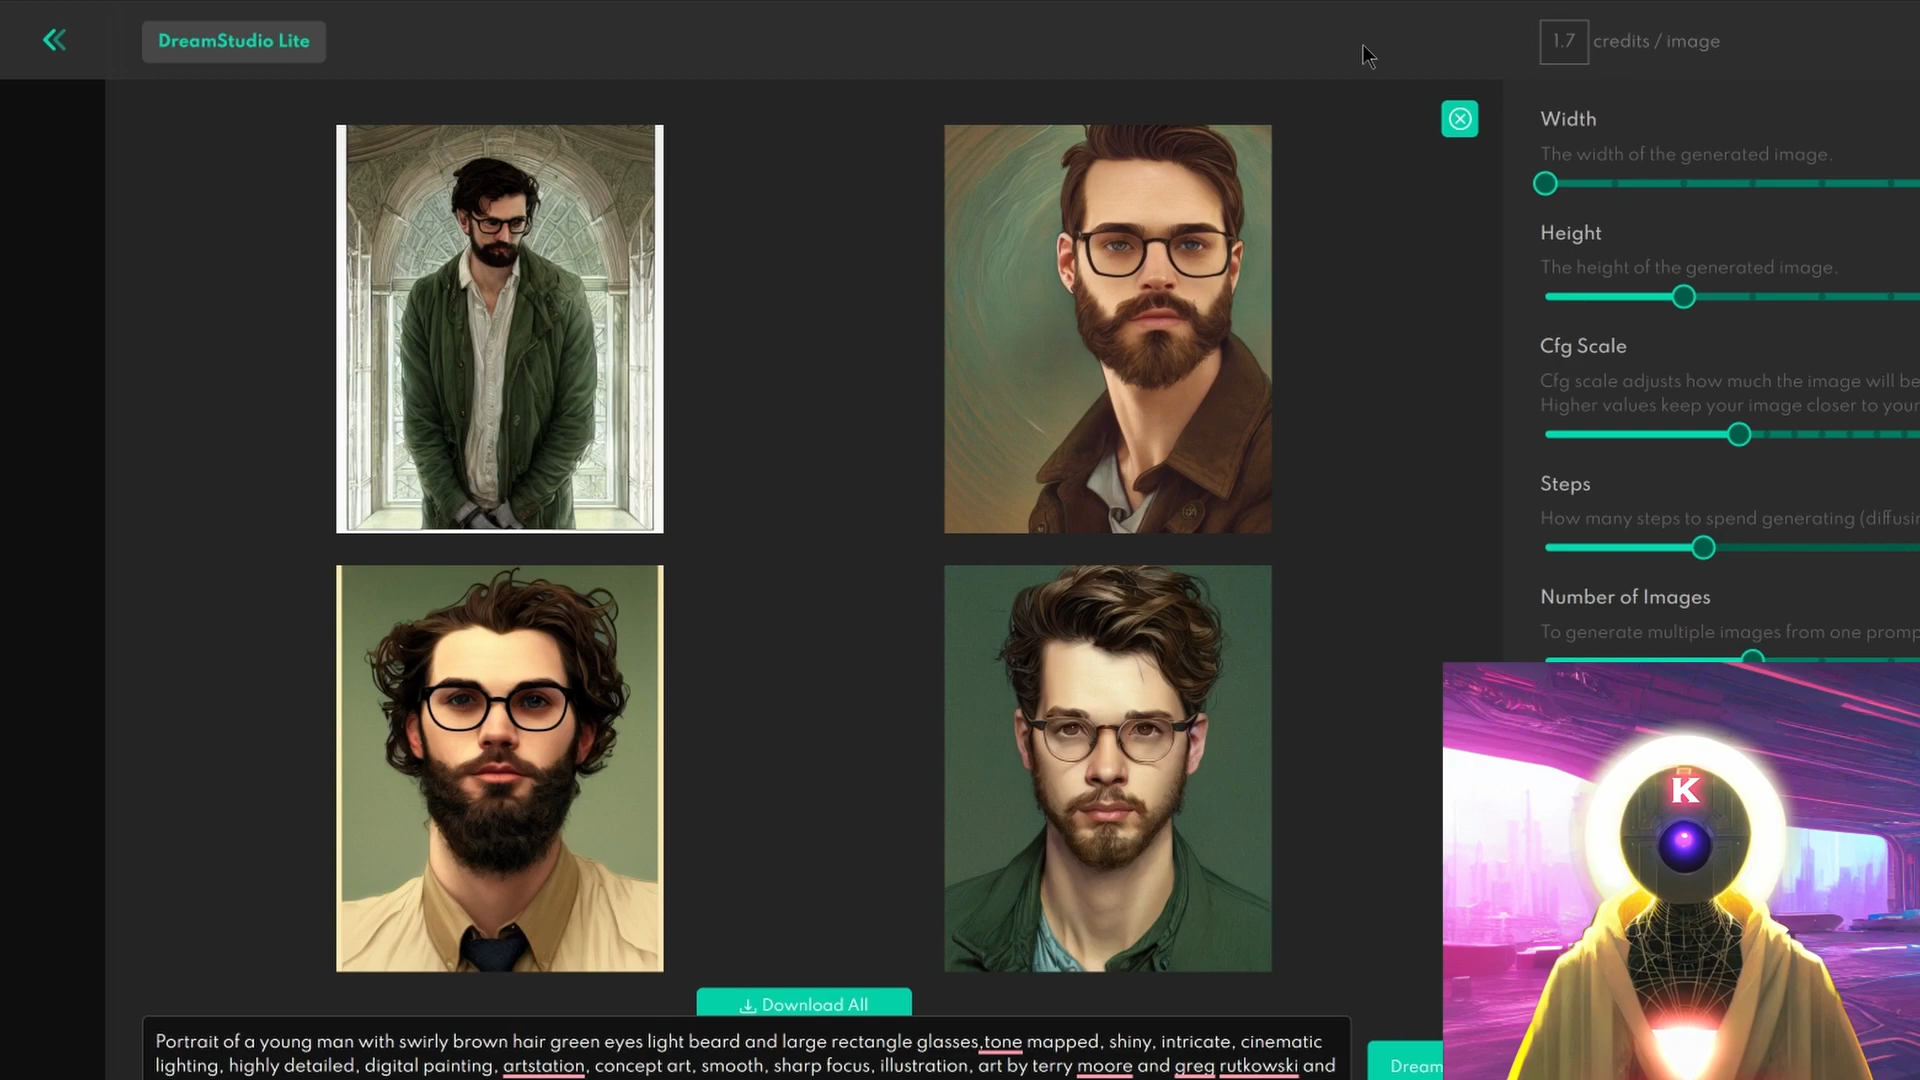 DreamStudio Lite
1.7 credits / image
Width
The width of the generated image.
Height
The height of the generated image.
Cfg Scale
Cfg scale adjusts how much the image will be
Higher values keep your image closer to your
Steps
How many steps to spend generating
Number of Images
To generate multiple images from one
K
Download All
Portrait of a young man with swirly brown hair green eyes light beard and large rectangle glasses,tone mapped, shiny, intricate, cinematic
lighting, highly detailed, digital painting, artstation, concept art, smooth, sharp focus, illustration, art by terry moore and greg rutkowski and
Dream